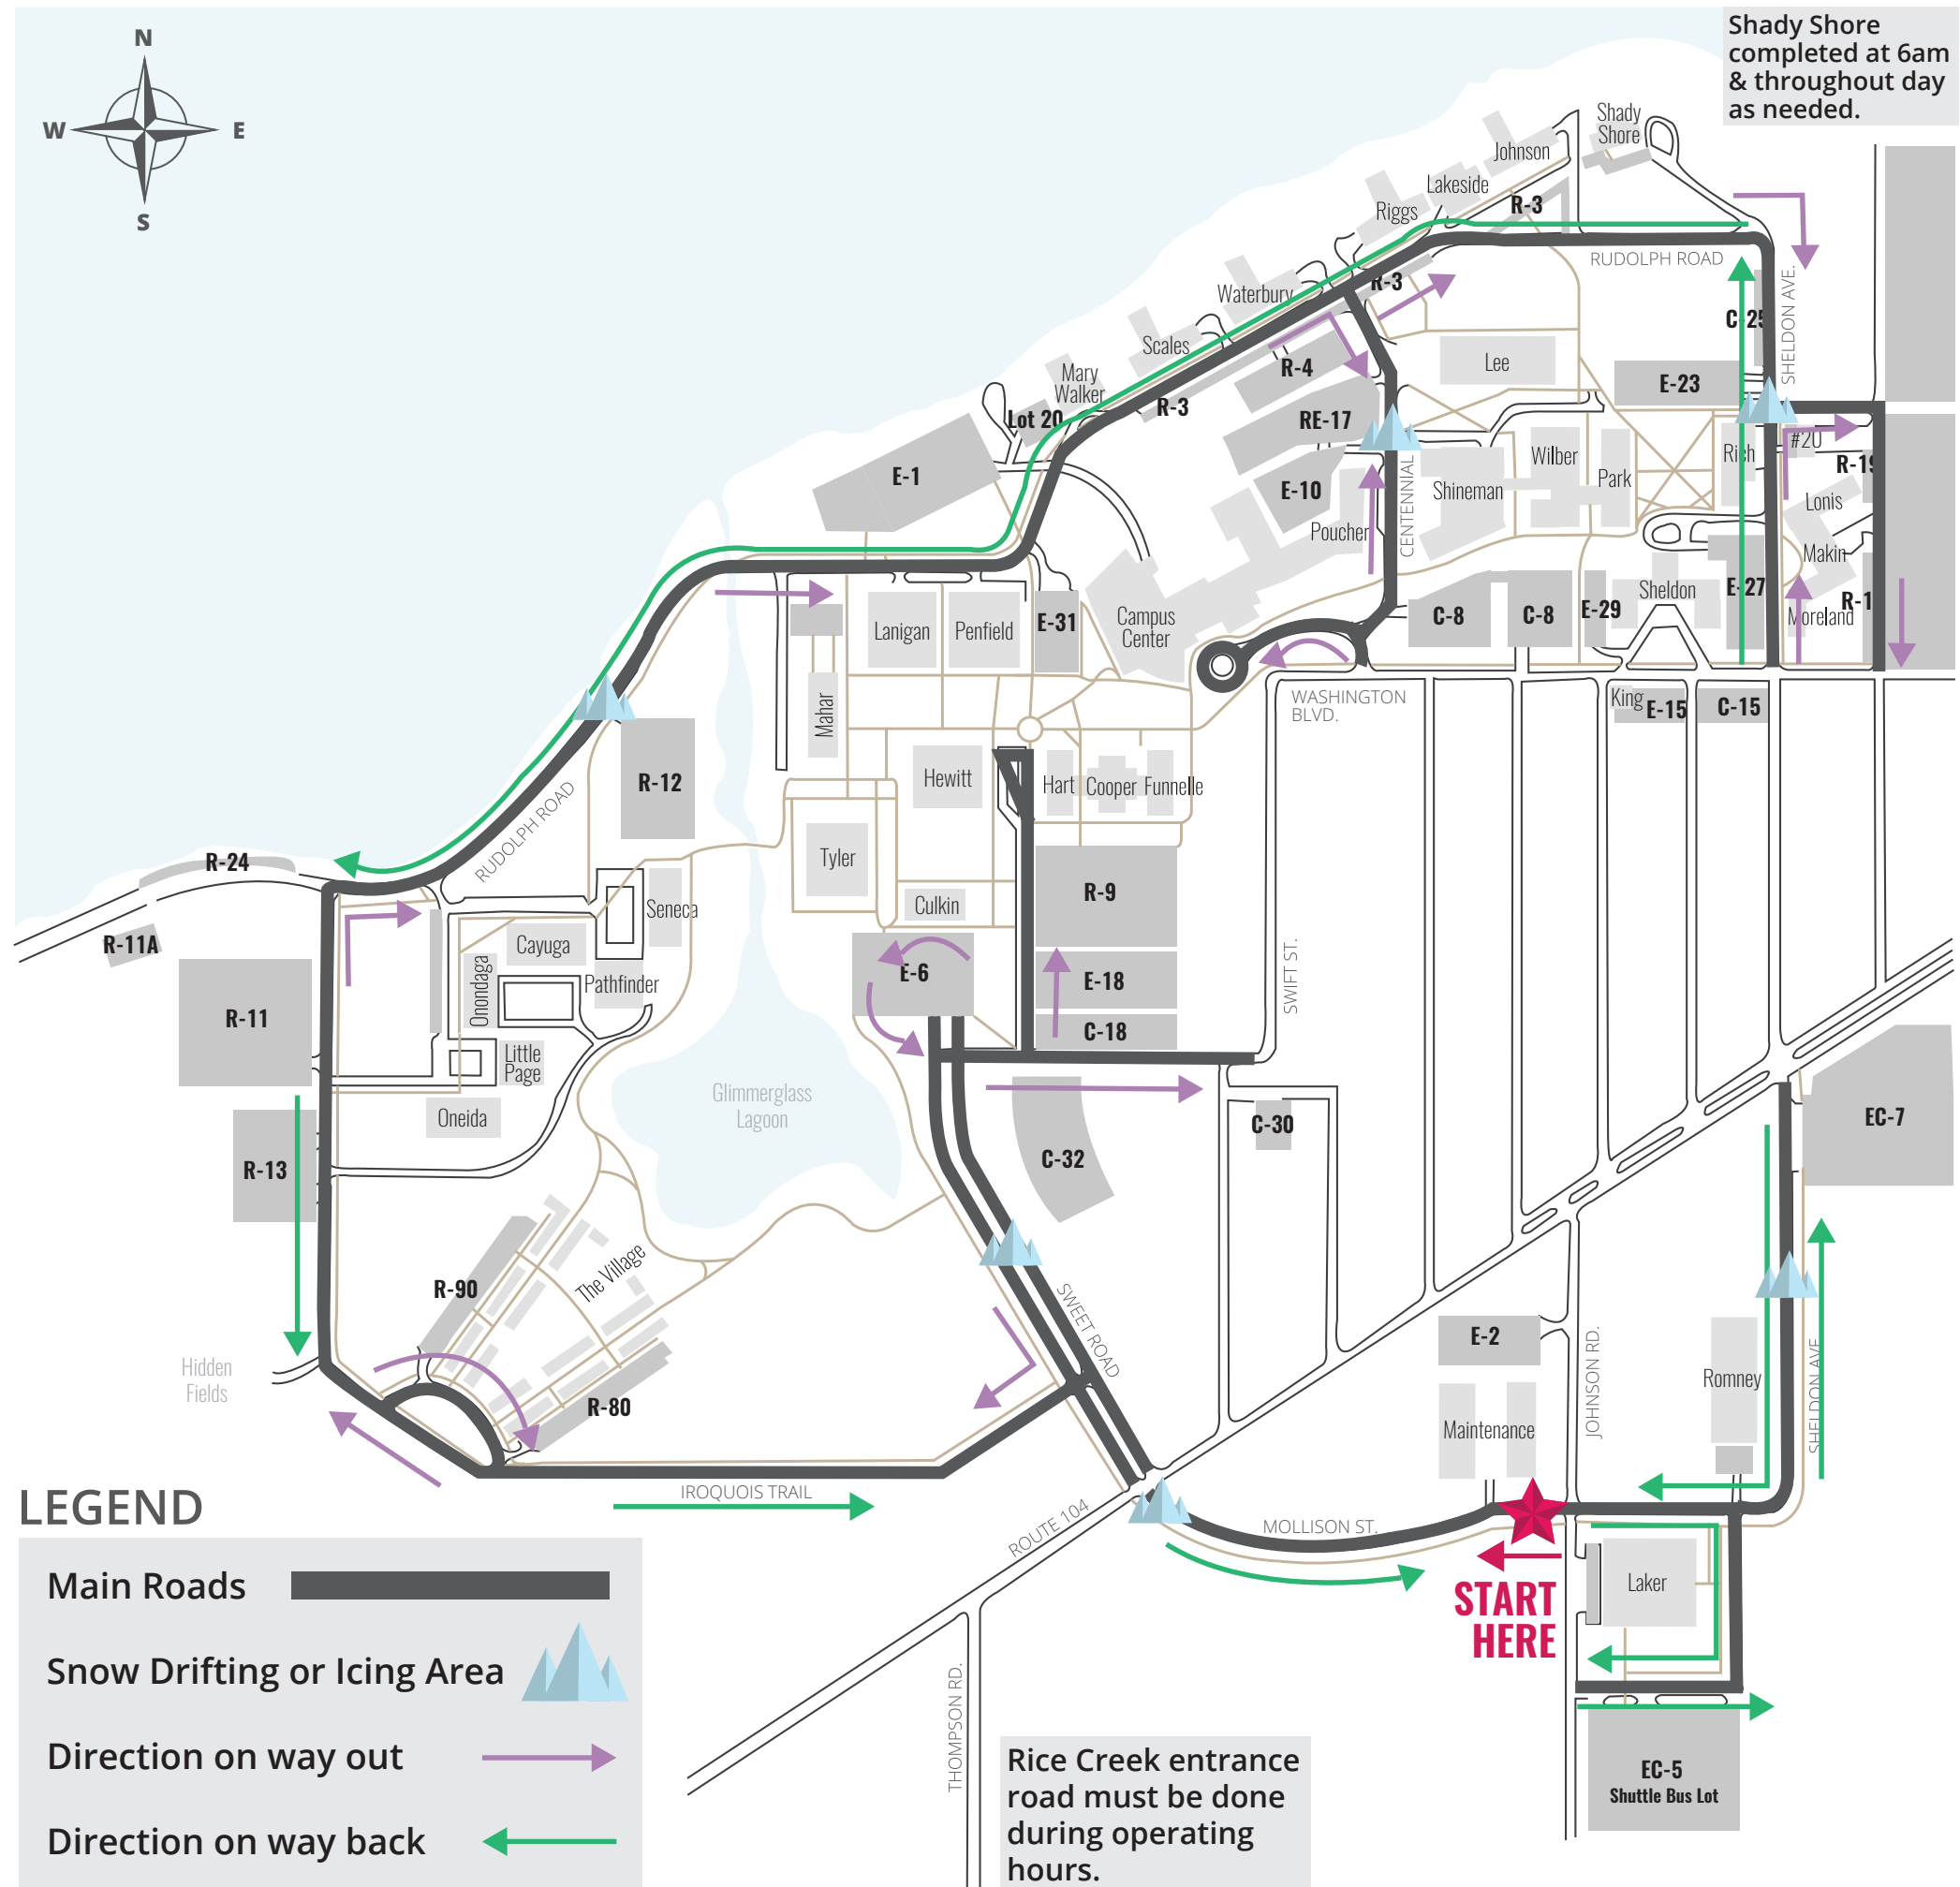 N
W
E
S
Shady Shore
completed at 6am
& throughout day
as needed.
Shady
Shore
Johnson
Lakeside
Riggs
R-3
RUDOLPH ROAD
SHELDON AVE.
Waterbury
R-3
C-25
Scales
R-4
Lee
E-23
Mary
Walker
R-3
Lot 20
RE-17
#20
Rich
R-19
E-1
E-10
CENTENNIAL
Shineman
Wilber
Park
Lonis
Poucher
Makin
Lanigan
Penfield
E-31
Campus
Center
C-8
C-8
E-29
Sheldon
E-27
R-1
Moreland
WASHINGTON
BLVD.
King
E-15
C-15
Mahar
R-12
Hewitt
Hart
Cooper
Funnelle
RUDOLPH ROAD
R-24
Tyler
R-9
Culkin
Seneca
R-11A
Cayuga
Onondaga
Pathfinder
E-6
E-18
SWIFT ST.
R-11
C-18
Little
Page
Glimmerglass
Lagoon
Oneida
C-30
EC-7
R-13
C-32
The Village
R-90
SWEET ROAD
E-2
JOHNSON RD.
Romney
SHELDON AVE
Hidden
Fields
R-80
Maintenance
IROQUOIS TRAIL
ROUTE 104
MOLLISON ST.
START
HERE
Laker
THOMPSON RD.
EC-5
Shuttle Bus Lot
LEGEND
Main Roads
Snow Drifting or Icing Area
Direction on way out
Direction on way back
Rice Creek entrance
road must be done
during operating
hours.